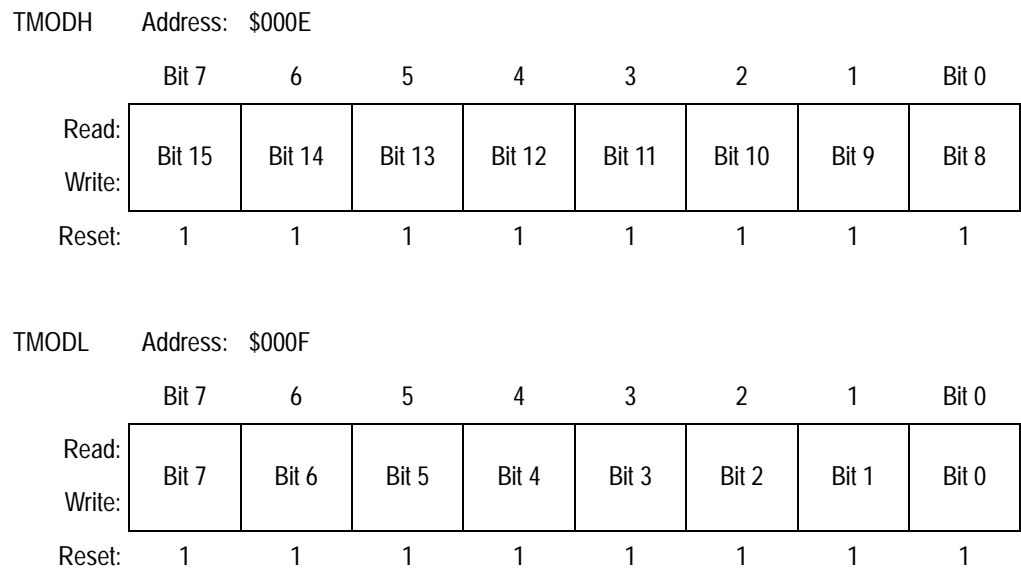 TMODH Address: $000E
Bit 7 6 5 4 3 2 1 Bit 0
Read:
Bit 15 Bit 14 Bit 13 Bit 12 Bit 11 Bit 10 Bit 9 Bit 8
Write:
Reset: 1 1 1 1 1 1 1 1
TMODL Address: $000F
Bit 7 6 5 4 3 2 1 Bit 0
Read:
Bit 7 Bit 6 Bit 5 Bit 4 Bit 3 Bit 2 Bit 1 Bit 0
Write:
Reset: 1 1 1 1 1 1 1 1